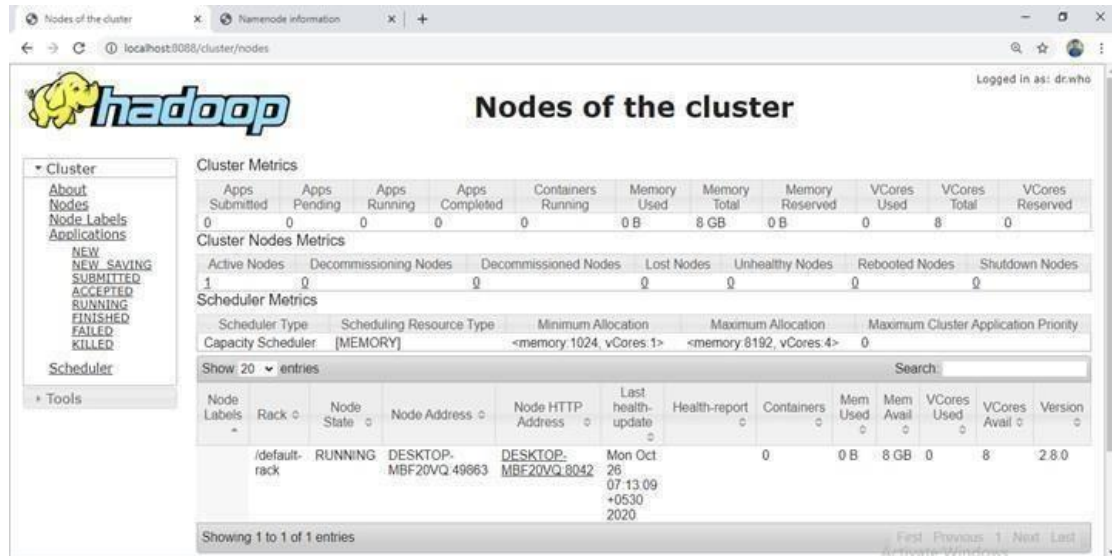 Nodes of the cluster
Namenode information
localhost:8088/cluster/nodes
Logged in as: dr.who
hadoop
Nodes of the cluster
Cluster
About
Nodes
Node Labels
Applications
NEW
NEW_SAVING
SUBMITTED
ACCEPTED
RUNNING
FINISHED
FAILED
KILLED
Scheduler
Tools
Cluster Metrics
Apps Submitted Apps Pending Apps Running Apps Completed Containers Running Memory Used Memory Total Memory Reserved VCores Used VCores Total VCores Reserved
0 0 0 0 0 0 B 8 GB 0 B 0 8 0
Cluster Nodes Metrics
Active Nodes Decommissioning Nodes Decommissioned Nodes Lost Nodes Unhealthy Nodes Rebooted Nodes Shutdown Nodes
1 0 0 0 0 0 0
Scheduler Metrics
Scheduler Type Scheduling Resource Type Minimum Allocation Maximum Allocation Maximum Cluster Application Priority
Capacity Scheduler [MEMORY] <memory:1024, vCores:1> <memory:8192, vCores:4> 0
Show 20 entries Search:
Node Labels Rack Node State Node Address Node HTTP Address Last health-update Health-report Containers Mem Used Mem Avail VCores Used VCores Avail Version
/default-rack RUNNING DESKTOP-MBF20VQ:49863 DESKTOP-MBF20VQ:8042 Mon Oct 26 07:13:09 +0530 2020 0 0 B 8 GB 0 8 2.8.0
Showing 1 to 1 of 1 entries First Previous 1 Next Last
Activate Windows